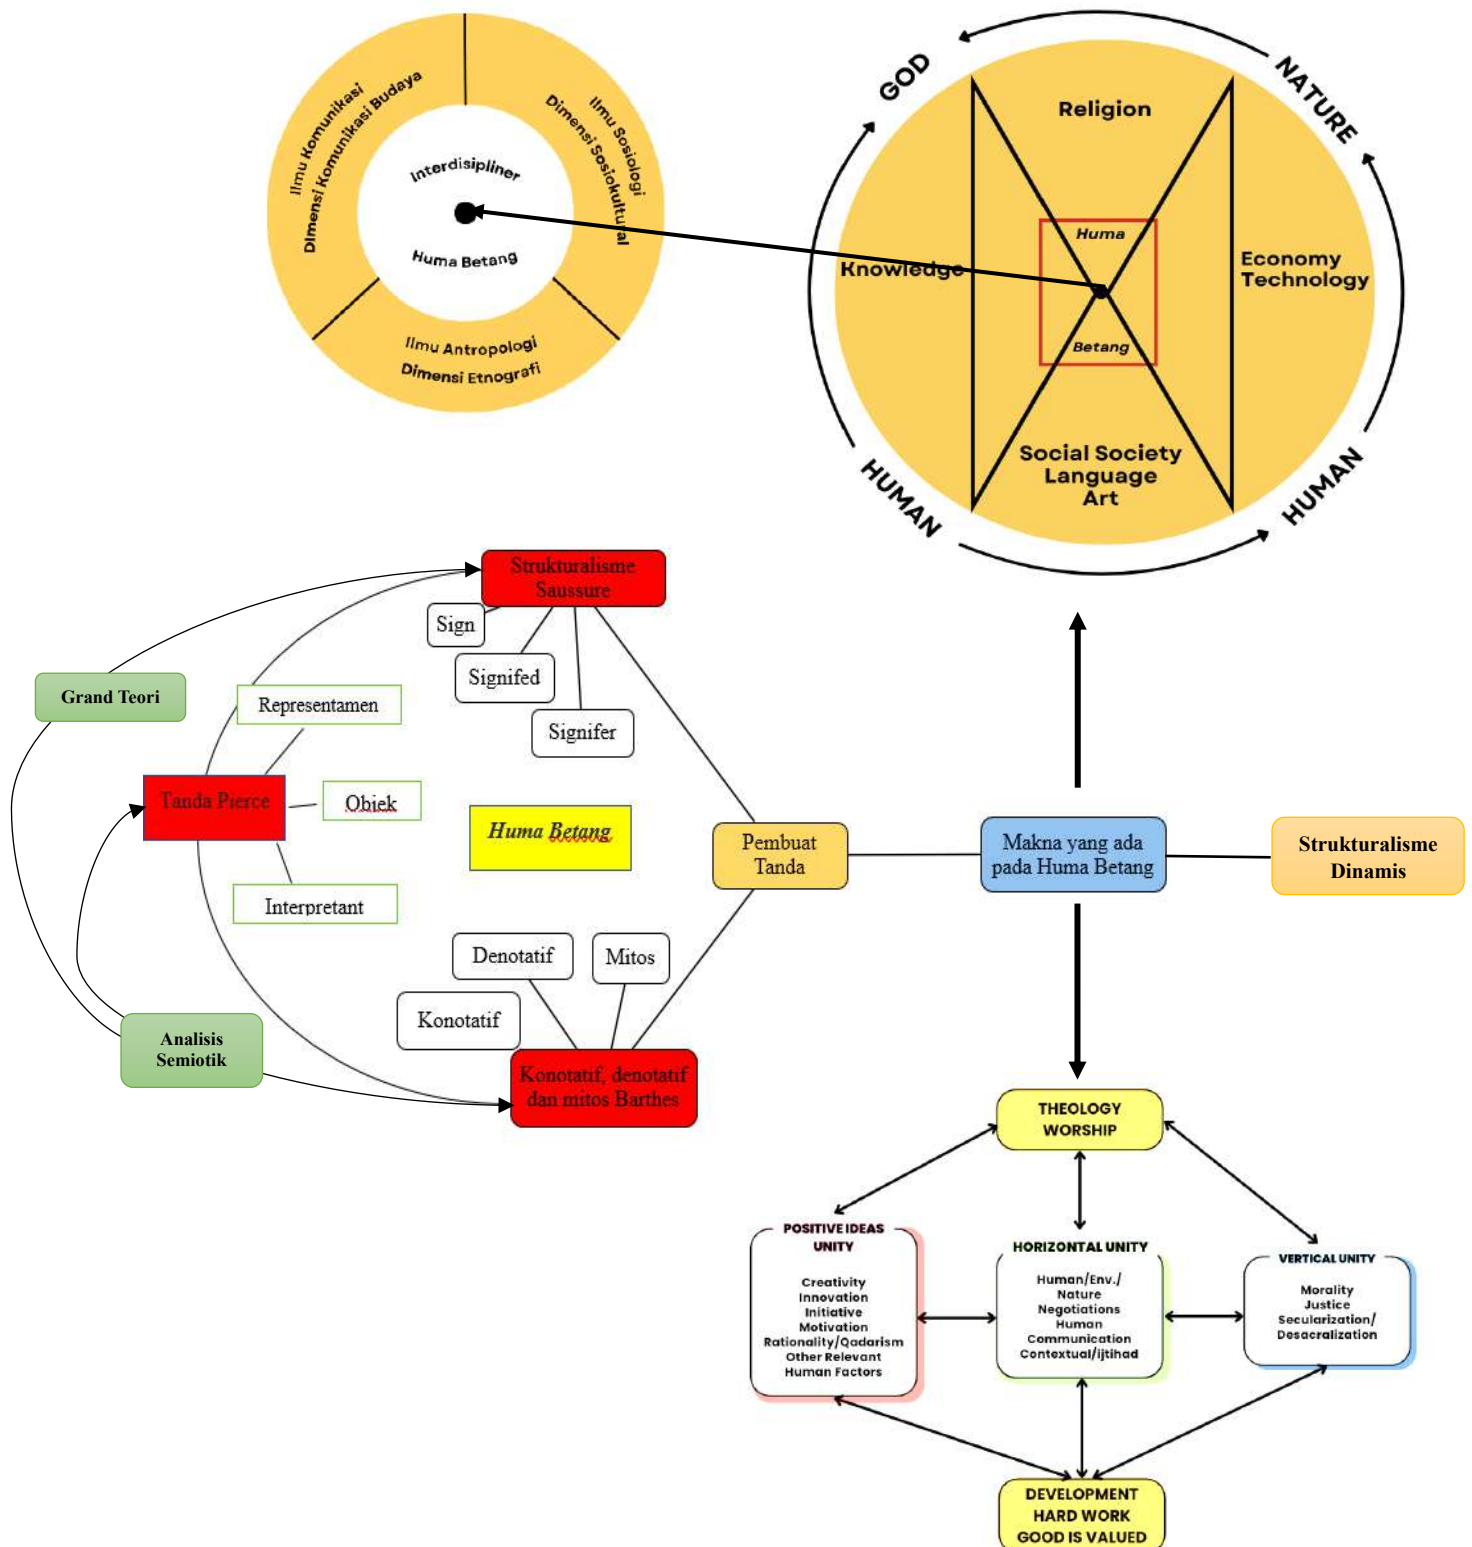 Ilmu Komunikasi
Dimensi Komunikasi Budaya
Ilmu Sosiologi
Dimensi Sosiokultural
Interdisipliner
Huma Betang
Ilmu Antropologi
Dimensi Etnografi
GOD
NATURE
HUMAN
HUMAN
Religion
Huma
Knowledge
Economy
Technology
Betang
Social Society
Language
Art
Strukturalisme
Saussure
Sign
Signifed
Signifer
Grand Teori
Representamen
Tanda Pierce
Obiek
Interpretant
Huma Betang
Pembuat
Tanda
Makna yang ada
pada Huma Betang
Strukturalisme
Dinamis
Denotatif
Mitos
Konotatif
Analisis
Semiotik
Konotatif, denotatif
dan mitos Barthes
THEOLOGY
WORSHIP
POSITIVE IDEAS
UNITY
Creativity
Innovation
Initiative
Motivation
Rationality/Qadarism
Other Relevant
Human Factors
HORIZONTAL UNITY
Human/Env./
Nature
Negotiations
Human
Communication
Contextual/ijtihad
VERTICAL UNITY
Morality
Justice
Secularization/
Desacralization
DEVELOPMENT
HARD WORK
GOOD IS VALUED